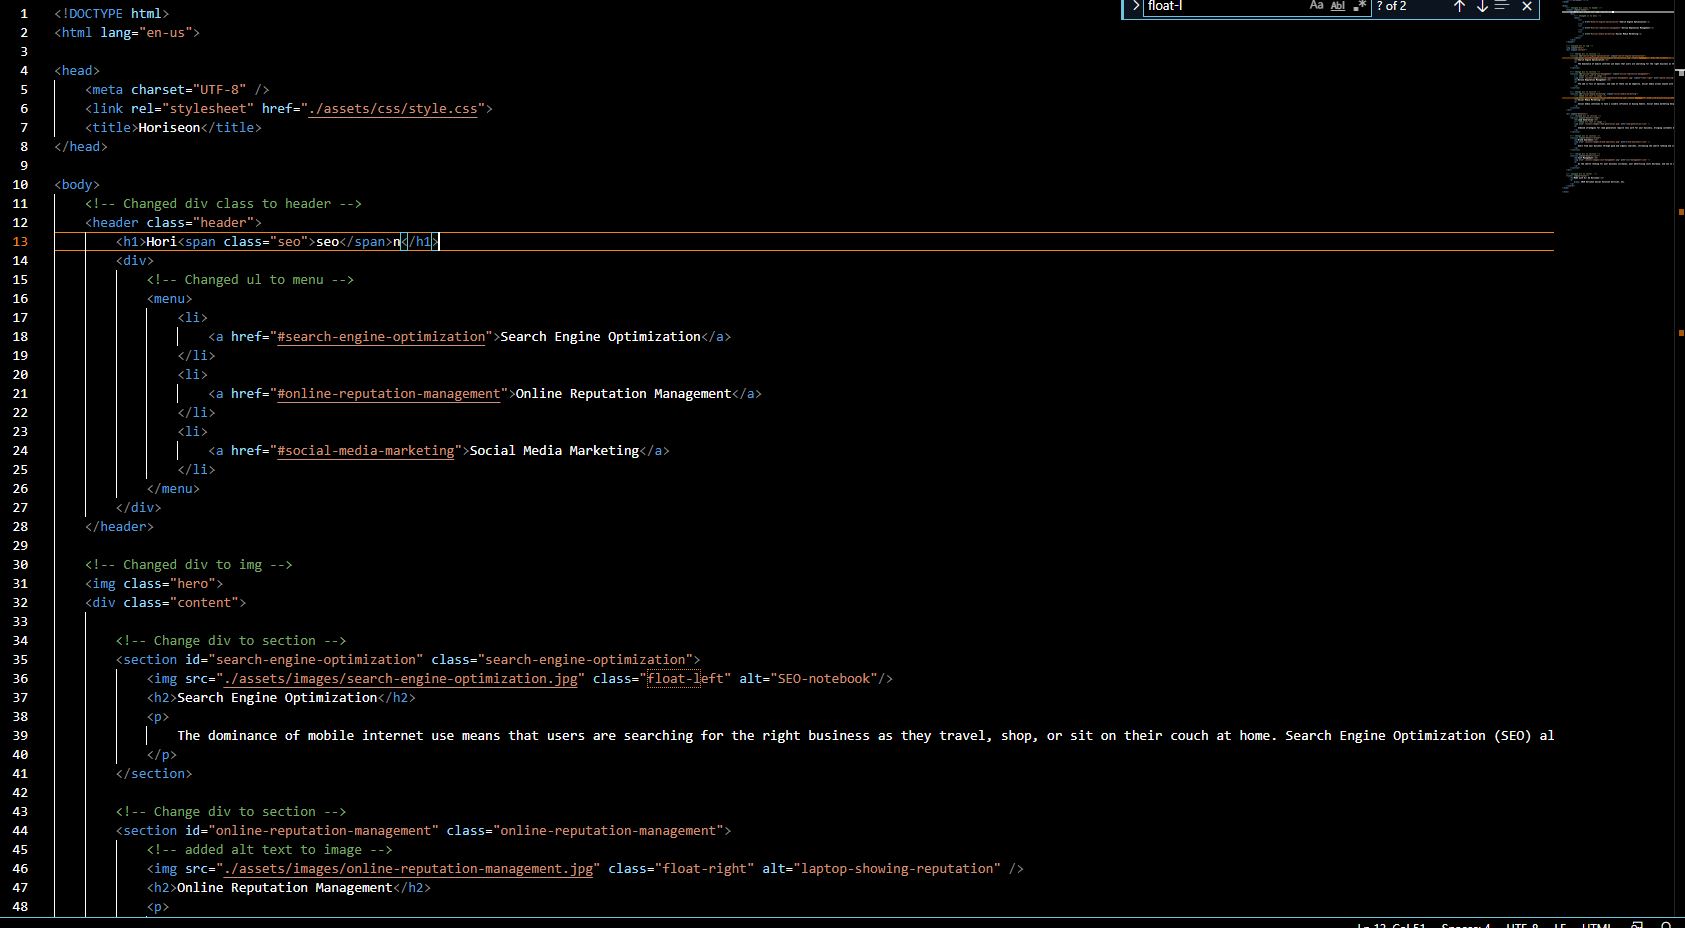 float-l Aa Abl .* ? of 2
1 <!DOCTYPE html>
2 <html lang="en-us">
3
4 <head>
5 <meta charset="UTF-8" />
6 <link rel="stylesheet" href="./assets/css/style.css">
7 <title>Horiseon</title>
8 </head>
9
10 <body>
11 <!-- Changed div class to header -->
12 <header class="header">
13 <h1>Hori<span class="seo">seo</span>n</h1>
14 <div>
15 <!-- Changed ul to menu -->
16 <menu>
17 <li>
18 <a href="#search-engine-optimization">Search Engine Optimization</a>
19 </li>
20 <li>
21 <a href="#online-reputation-management">Online Reputation Management</a>
22 </li>
23 <li>
24 <a href="#social-media-marketing">Social Media Marketing</a>
25 </li>
26 </menu>
27 </div>
28 </header>
29
30 <!-- Changed div to img -->
31 <img class="hero">
32 <div class="content">
33
34 <!-- Change div to section -->
35 <section id="search-engine-optimization" class="search-engine-optimization">
36 <img src="./assets/images/search-engine-optimization.jpg" class="float-left" alt="SEO-notebook"/>
37 <h2>Search Engine Optimization</h2>
38 <p>
39 The dominance of mobile internet use means that users are searching for the right business as they travel, shop, or sit on their couch at home. Search Engine Optimization (SEO) al
40 </p>
41 </section>
42
43 <!-- Change div to section -->
44 <section id="online-reputation-management" class="online-reputation-management">
45 <!-- added alt text to image -->
46 <img src="./assets/images/online-reputation-management.jpg" class="float-right" alt="laptop-showing-reputation" />
47 <h2>Online Reputation Management</h2>
48 <p>
Ln 13, Col 51 Spaces: 4 UTF-8 LF HTML